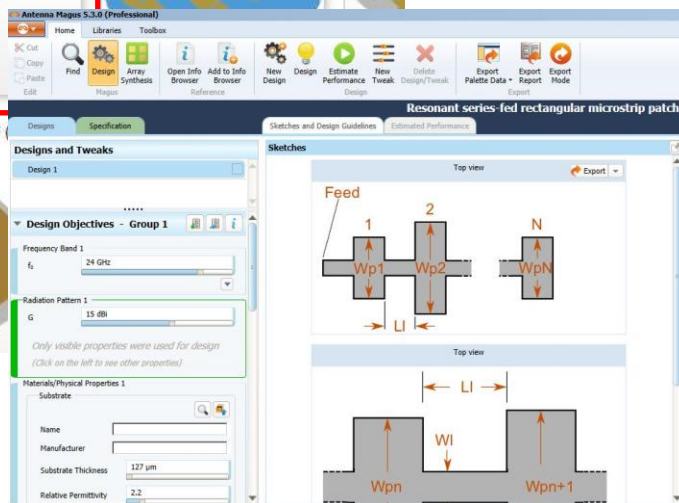 Antenna Magus 5.3.0 (Professional)
Home Libraries Toolbox
Cut
Copy
Paste
Edit
Find
Design
Array Synthesis
Magus
Open Info Browser
Add to Info Browser
Reference
New Design
Design
Estimate Performance
New Tweak
Delete Design/Tweak
Design
Export Palette Data
Export Report
Export Mode
Export
Resonant series-fed rectangular microstrip patch
Designs Specification
Sketches and Design Guidelines Estimated Performance
Designs and Tweaks
Design 1
Design Objectives - Group 1
Frequency Band 1
24 GHz
Radiation Pattern 1
G 15 dBi
Only visible properties were used for design
(Click on the left to see other properties)
Materials/Physical Properties 1
Substrate
Name
Manufacturer
Substrate Thickness 127 µm
Relative Permittivity 2.2
Sketches
Top view
Export
Feed
1 2 N
Wp1 Wp2 WpN
Ll
Top view
Ll
Wl
Wpn Wpn+1